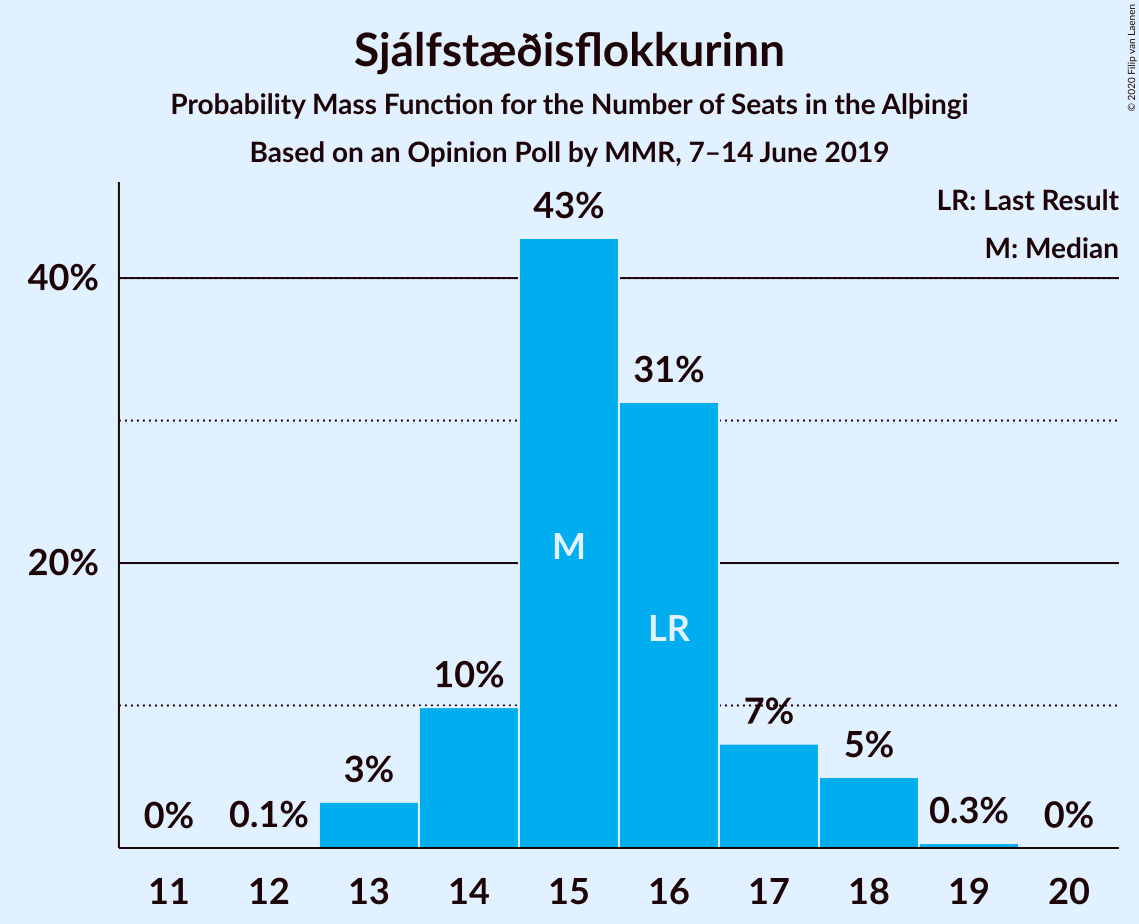 Sjálfstæðisflokkurinn
Probability Mass Function for the Number of Seats in the Alþingi
Based on an Opinion Poll by MMR, 7–14 June 2019
© 2020 Filip van Laenen
LR: Last Result
M: Median
40%
20%
0%
0.1%
3%
10%
43%
31%
7%
5%
0.3%
0%
M
LR
11 12 13 14 15 16 17 18 19 20